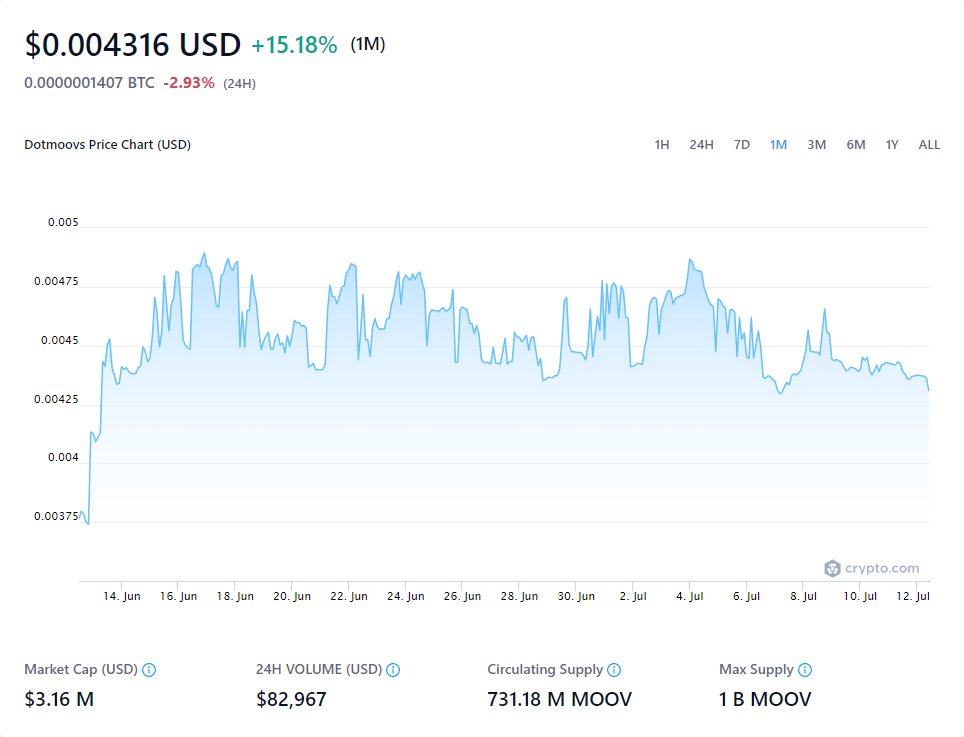 $0.004316 USD +15.18% (1M)
0.0000001407 BTC -2.93% (24H)
Dotmoovs Price Chart (USD) 1H 24H 7D 1M 3M 6M 1Y ALL
0.005
0.00475
0.0045
0.00425
0.004
0.00375
crypto.com
14. Jun 16. Jun 18. Jun 20. Jun 22. Jun 24. Jun 26. Jun 28. Jun 30. Jun 2. Jul 4. Jul 6. Jul 8. Jul 10. Jul 12. Jul
Market Cap (USD) 24H VOLUME (USD) Circulating Supply Max Supply
$3.16 M $82,967 731.18 M MOOV 1 B MOOV